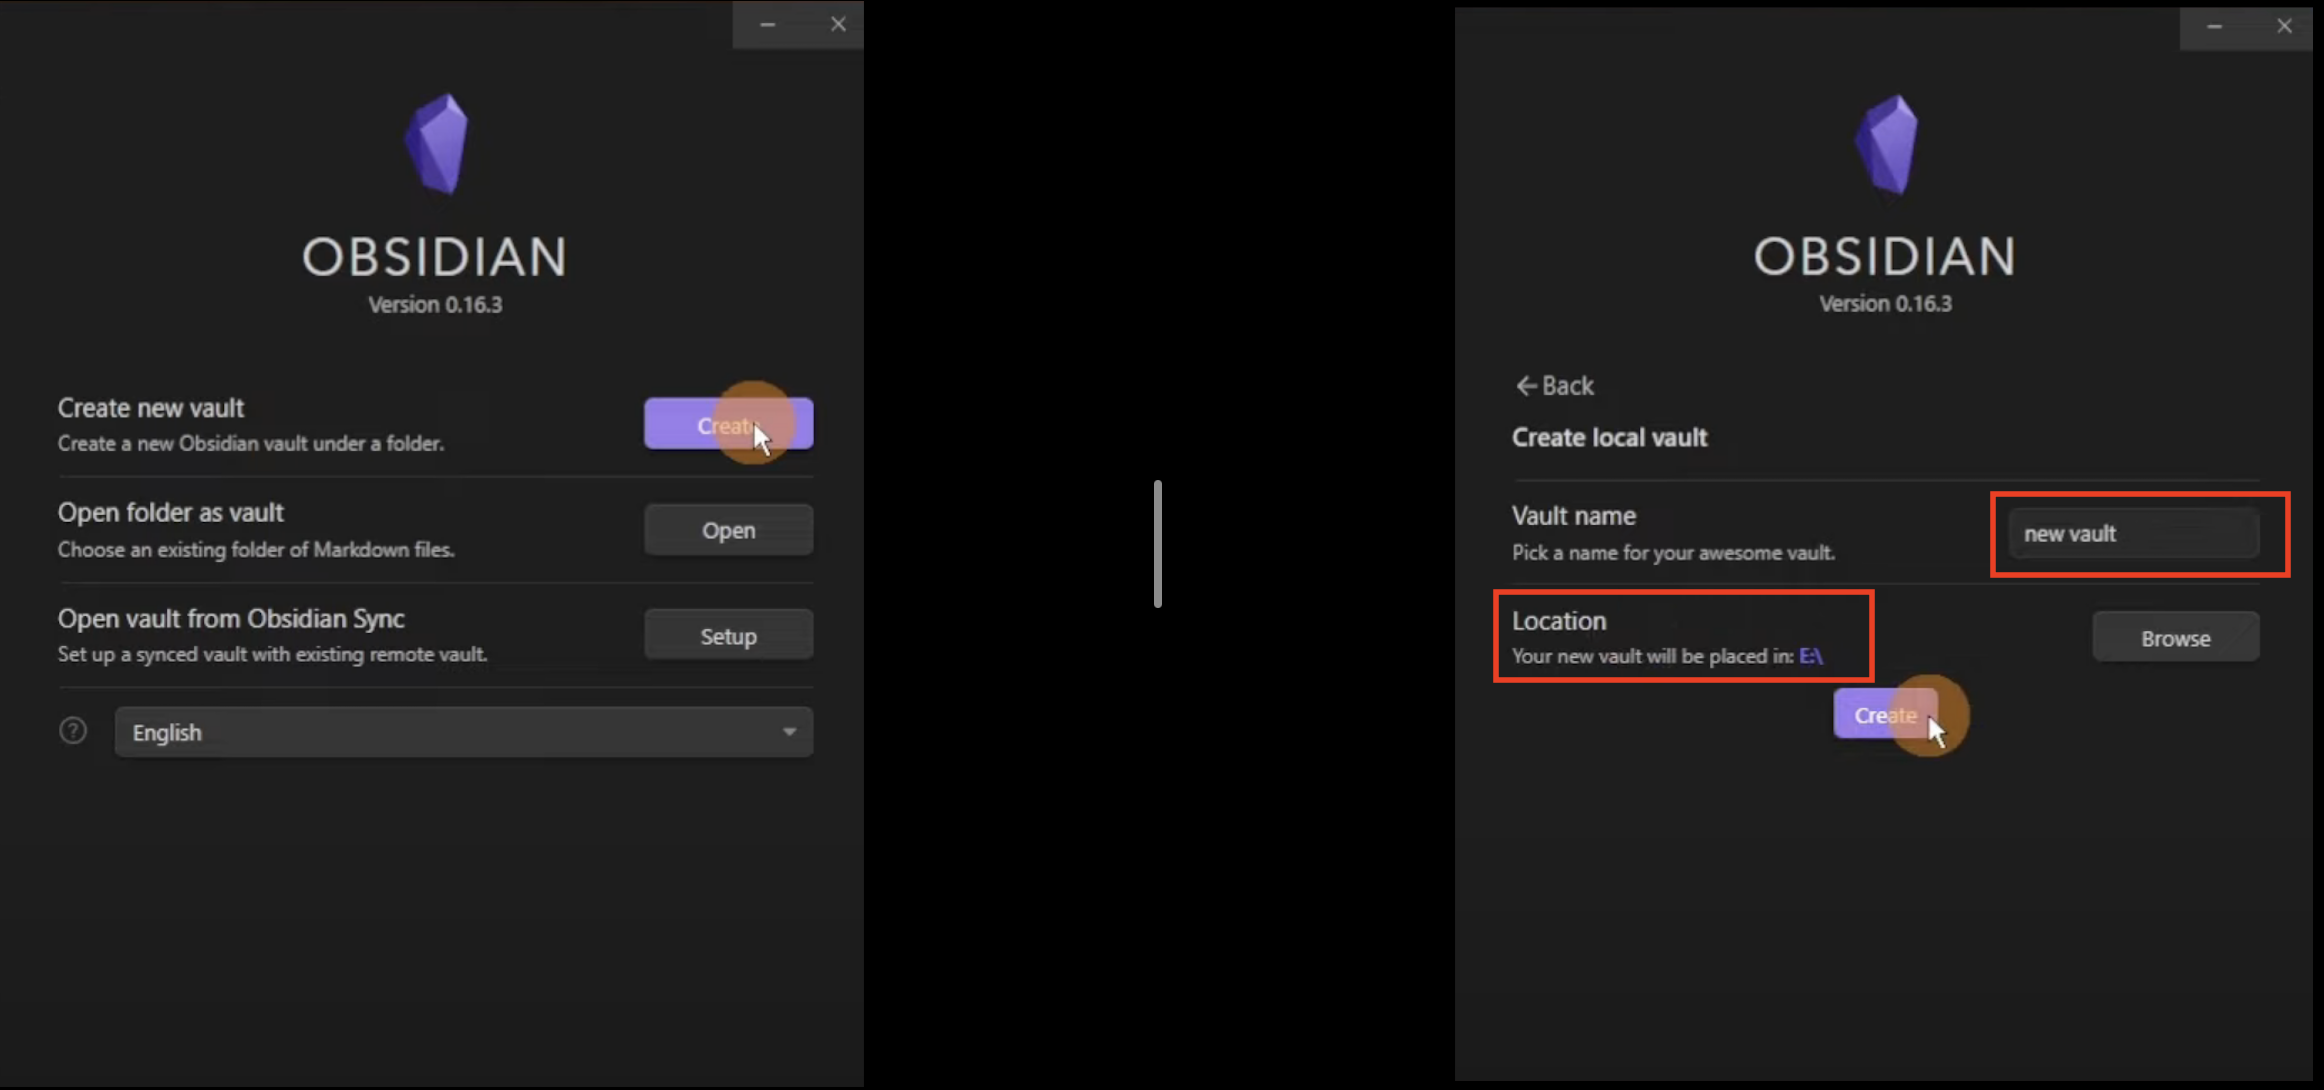 OBSIDIAN
Version 0.16.3
Create new vault
Create a new Obsidian vault under a folder.
Create
Open folder as vault
Choose an existing folder of Markdown files.
Open
Open vault from Obsidian Sync
Set up a synced vault with existing remote vault.
Setup
?
English
OBSIDIAN
Version 0.16.3
Back
Create local vault
Vault name
Pick a name for your awesome vault.
new vault
Location
Your new vault will be placed in: E:\
Browse
Create